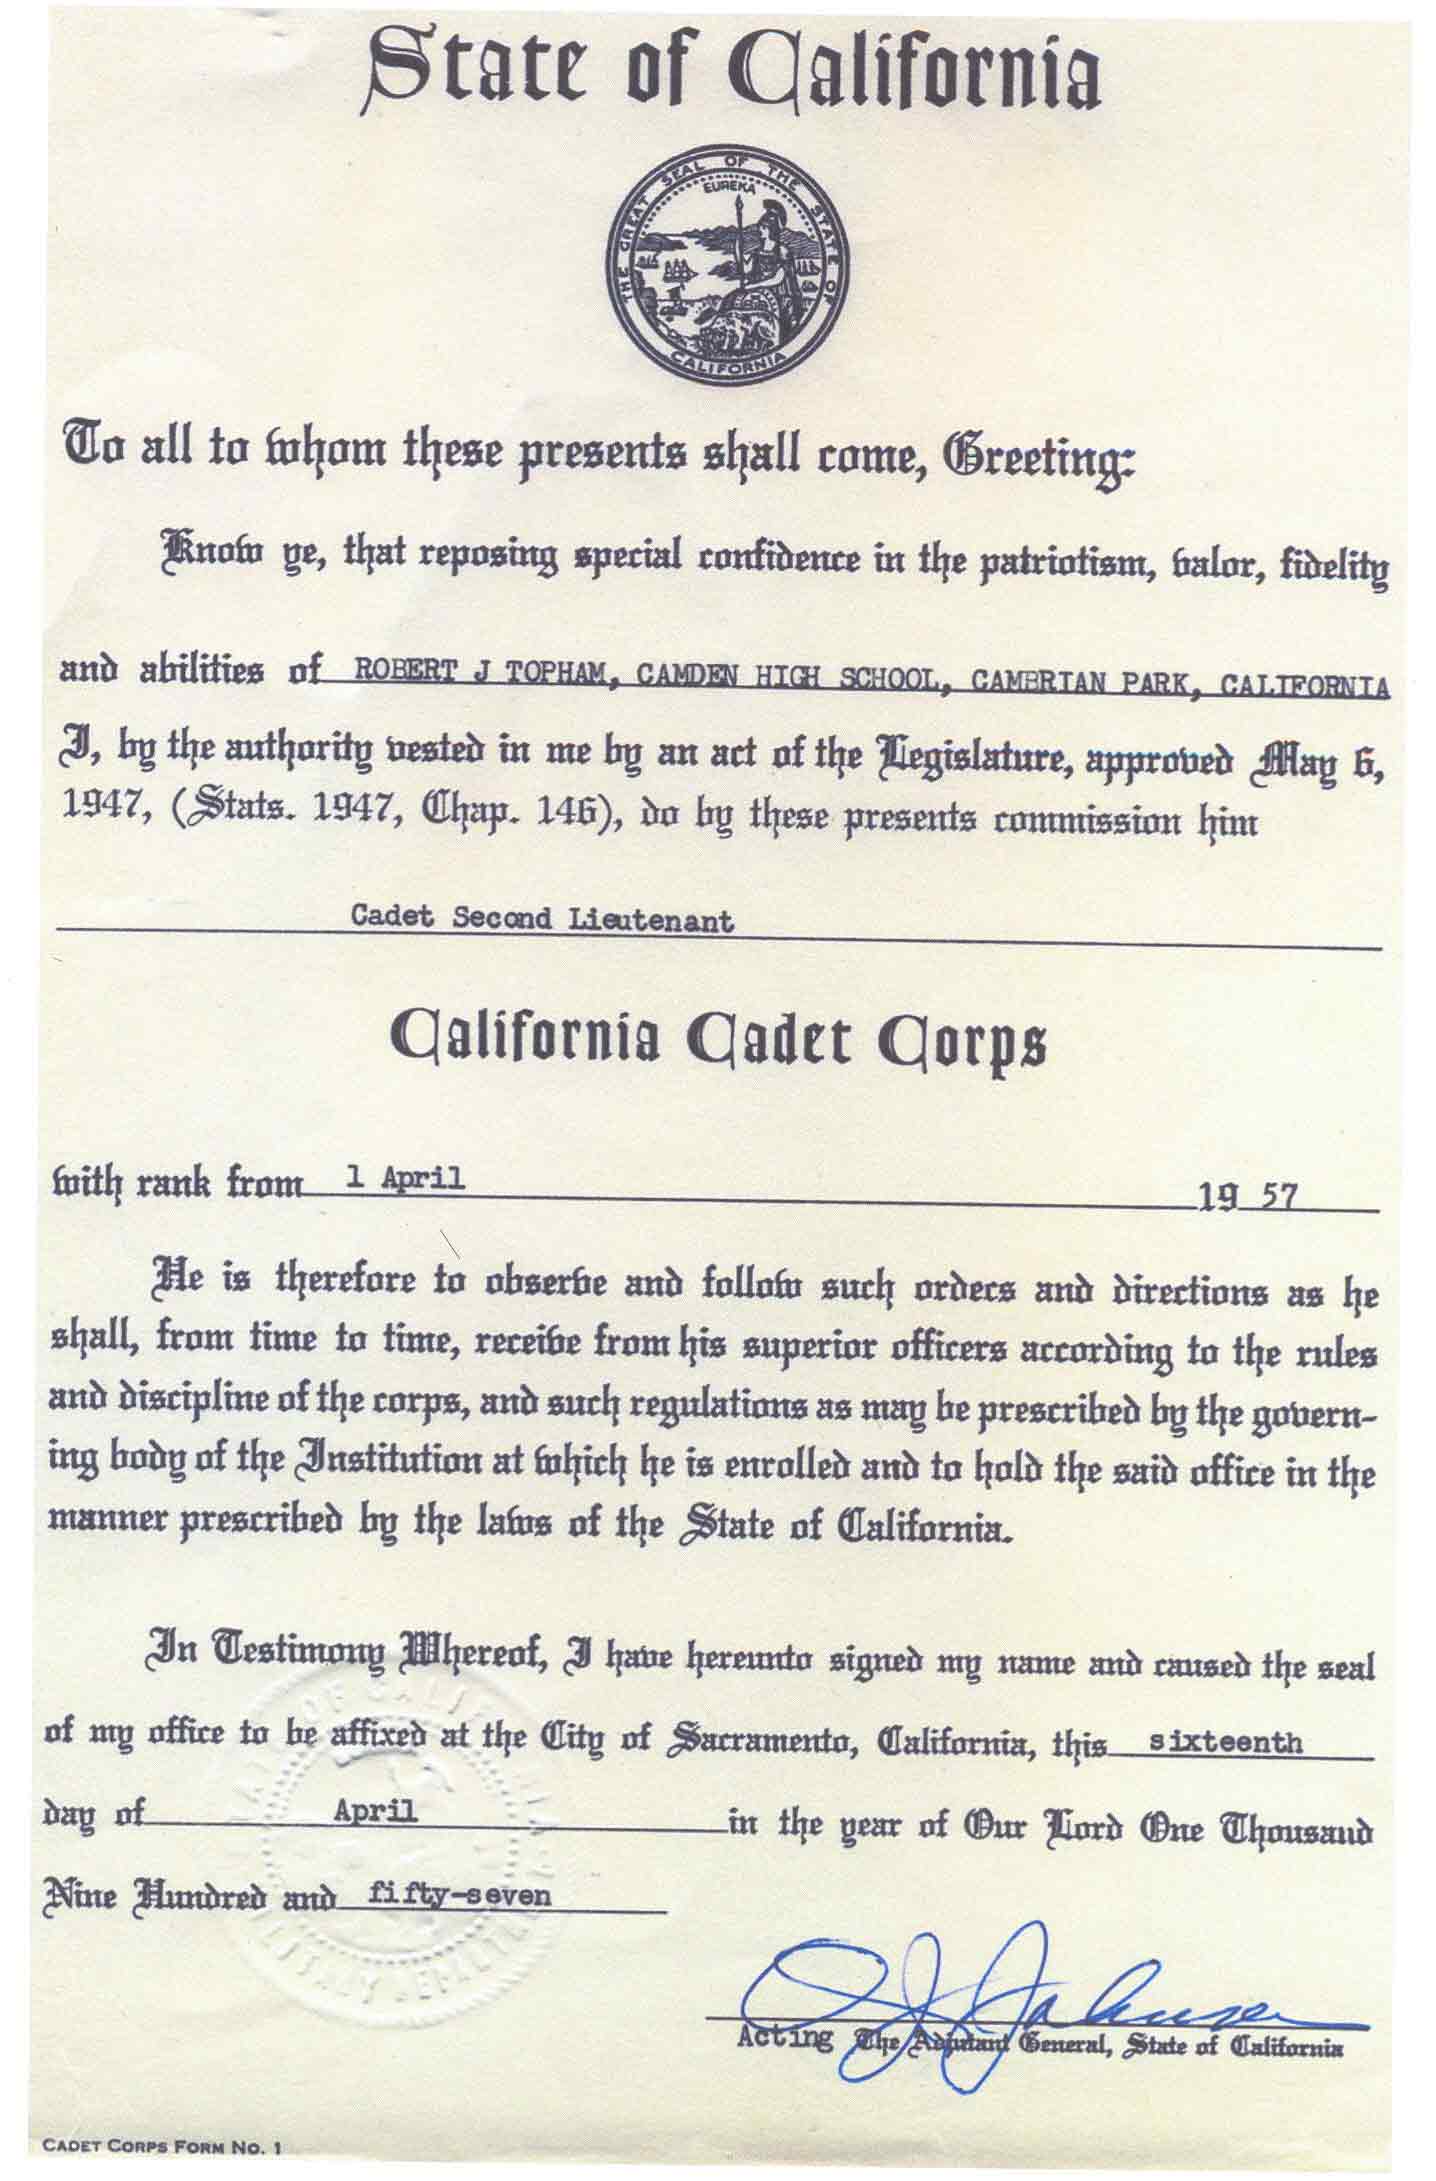 State of California
THE GREAT SEAL OF THE STATE OF CALIFORNIA
EUREKA
To all to whom these presents shall come, Greeting:
Know ye, that reposing special confidence in the patriotism, valor, fidelity
and abilities of ROBERT J TOPHAM, CAMDEN HIGH SCHOOL, CAMBRIAN PARK, CALIFORNIA
I, by the authority vested in me by an act of the Legislature, approved May 6,
1947, (Stats. 1947, Chap. 146), do by these presents commission him
Cadet Second Lieutenant
California Cadet Corps
with rank from 1 April 19 57
He is therefore to observe and follow such orders and directions as he
shall, from time to time, receive from his superior officers according to the rules
and discipline of the corps, and such regulations as may be prescribed by the govern-
ing body of the Institution at which he is enrolled and to hold the said office in the
manner prescribed by the laws of the State of California.
In Testimony Whereof, I have hereunto signed my name and caused the seal
of my office to be affixed at the City of Sacramento, California, this sixteenth
day of April in the year of Our Lord One Thousand
Nine Hundred and fifty-seven
Acting The Adjutant General, State of California
CADET CORPS FORM NO. 1